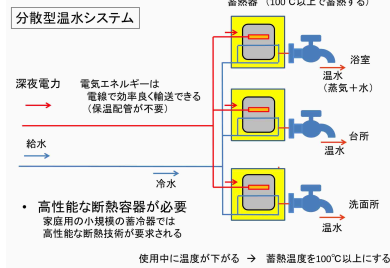 蓄熱器 (100℃以上で蓄熱する)
分散型温水システム
深夜電力
電気エネルギーは
電線で効率良く輸送できる
(保温配管が不要)
浴室
温水
(蒸気+水)
給水
台所
温水
冷水
・ 高性能な断熱容器が必要
家庭用の小規模の蓄冷器では
高性能な断熱技術が要求される
洗面所
温水
使用中に温度が下がる → 蓄熱温度を100℃以上にする